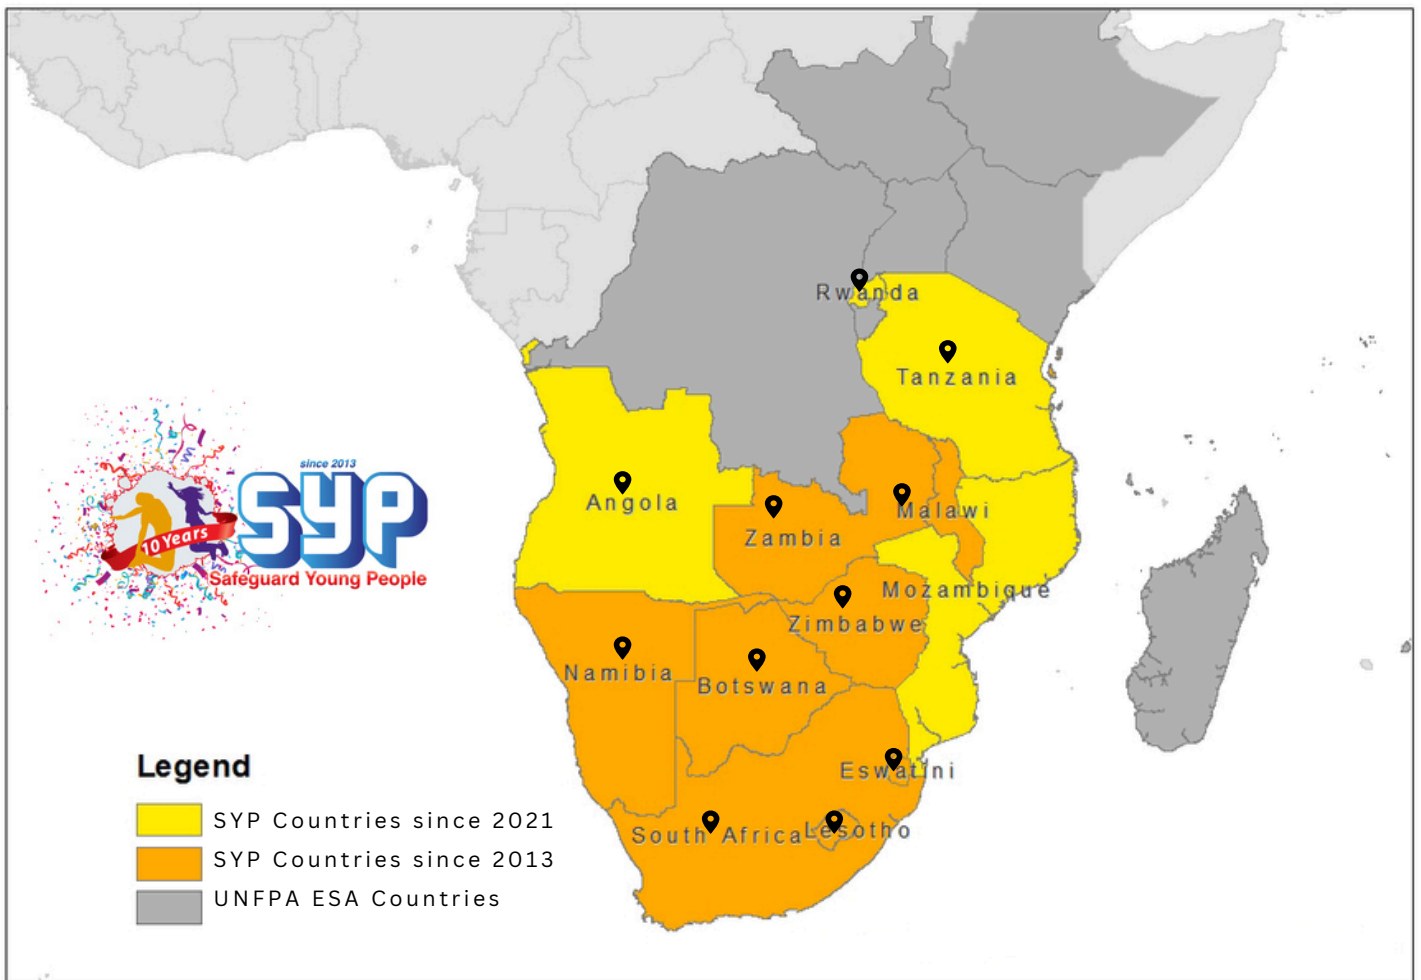 Rwanda
Tanzania
Angola
Malawi
Zambia
Mozambique
Zimbabwe
Namibia
Botswana
Eswatini
South Africa
Lesotho
since 2013
SYP
10 Years
Safeguard Young People
Legend
SYP Countries since 2021
SYP Countries since 2013
UNFPA ESA Countries